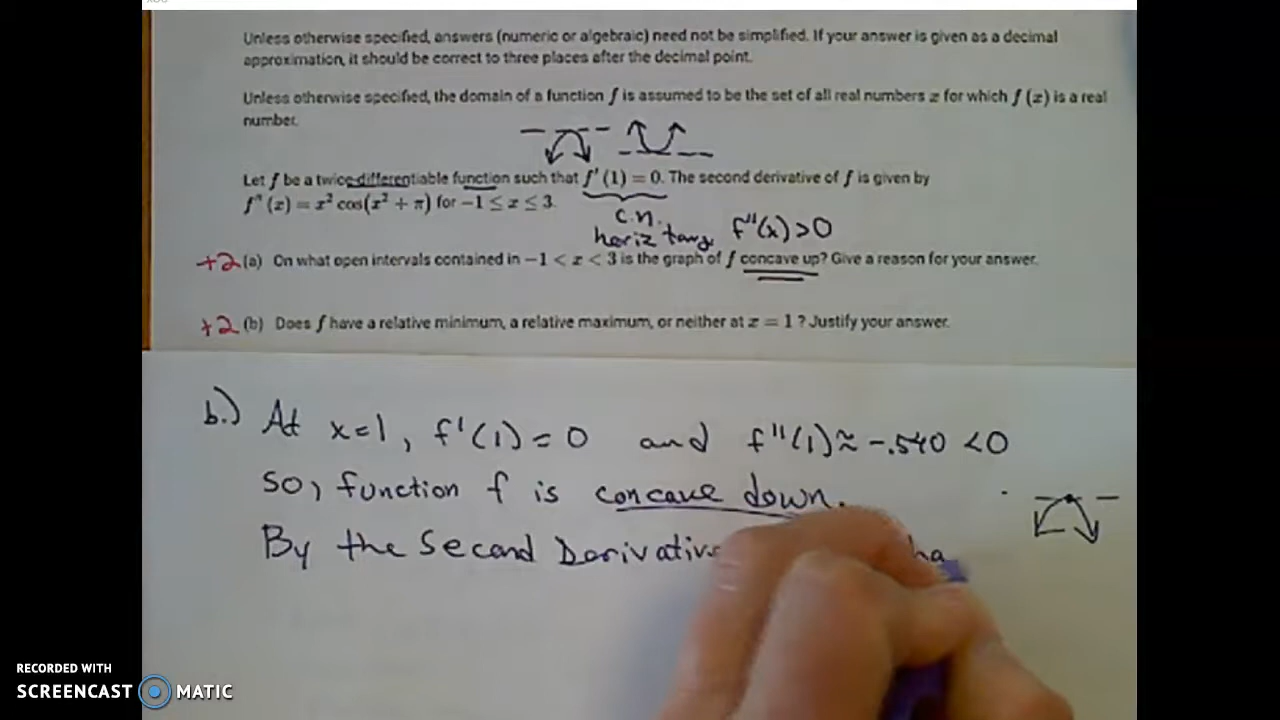 Unless otherwise specified, answers (numeric or algebraic) need not be simplified. If your answer is given as a decimal
approximation, it should be correct to three places after the decimal point.
Unless otherwise specified, the domain of a function f is assumed to be the set of all real numbers x for which f (x) is a real
number.
Let f be a twice-differentiable function such that f' (1) = 0. The second derivative of f is given by
f" (x) = x² cos(x² + π) for −1 ≤ x ≤ 3.
c.n.
horiz tang. f"(x) > 0
+2 (a) On what open intervals contained in −1 < x < 3 is the graph of f concave up? Give a reason for your answer.
+2 (b) Does f have a relative minimum, a relative maximum, or neither at x = 1 ? Justify your answer.
b.) At x=1, f'(1) = 0 and f"(1) ≈ -.540 < 0
so, function f is concave down.
By the Second Derivative ha
RECORDED WITH
SCREENCAST MATIC